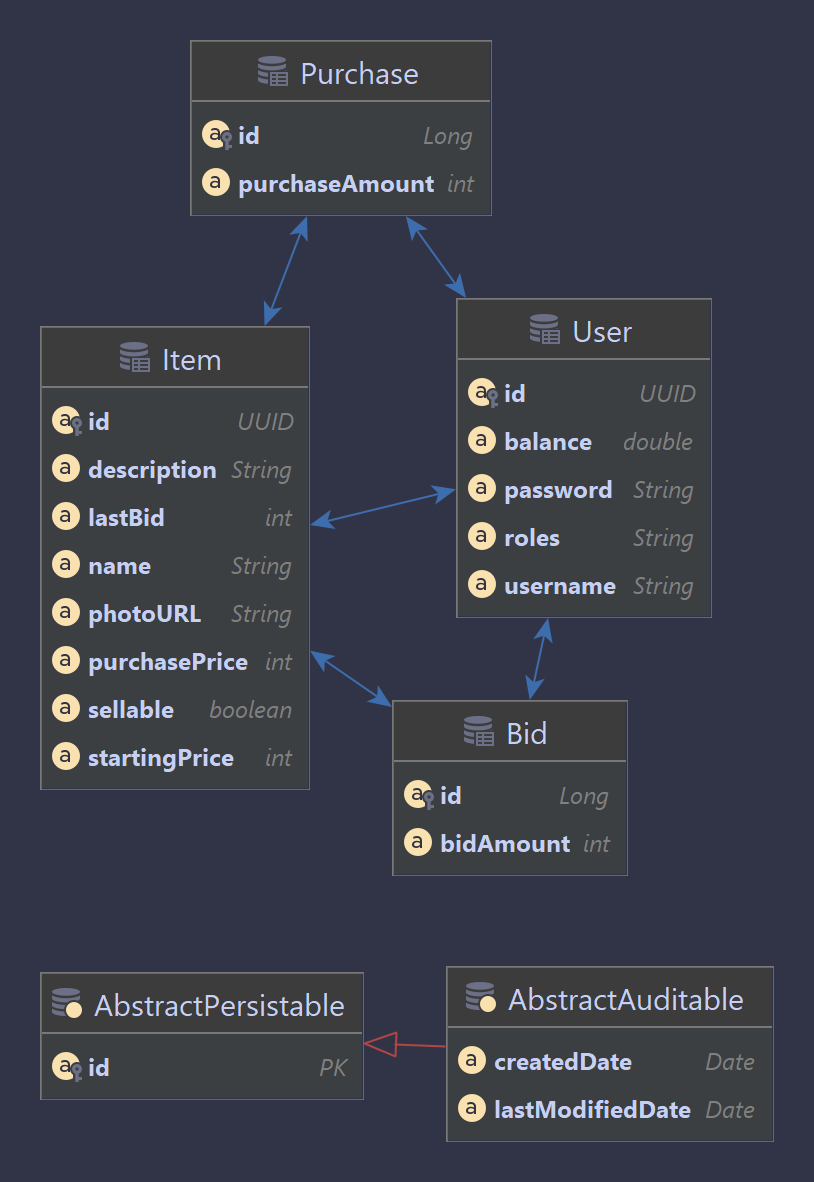 Purchase
id Long
purchaseAmount int
User
id UUID
balance double
password String
roles String
username String
Item
id UUID
description String
lastBid int
name String
photoURL String
purchasePrice int
sellable boolean
startingPrice int
Bid
id Long
bidAmount int
AbstractPersistable
id PK
AbstractAuditable
createdDate Date
lastModifiedDate Date